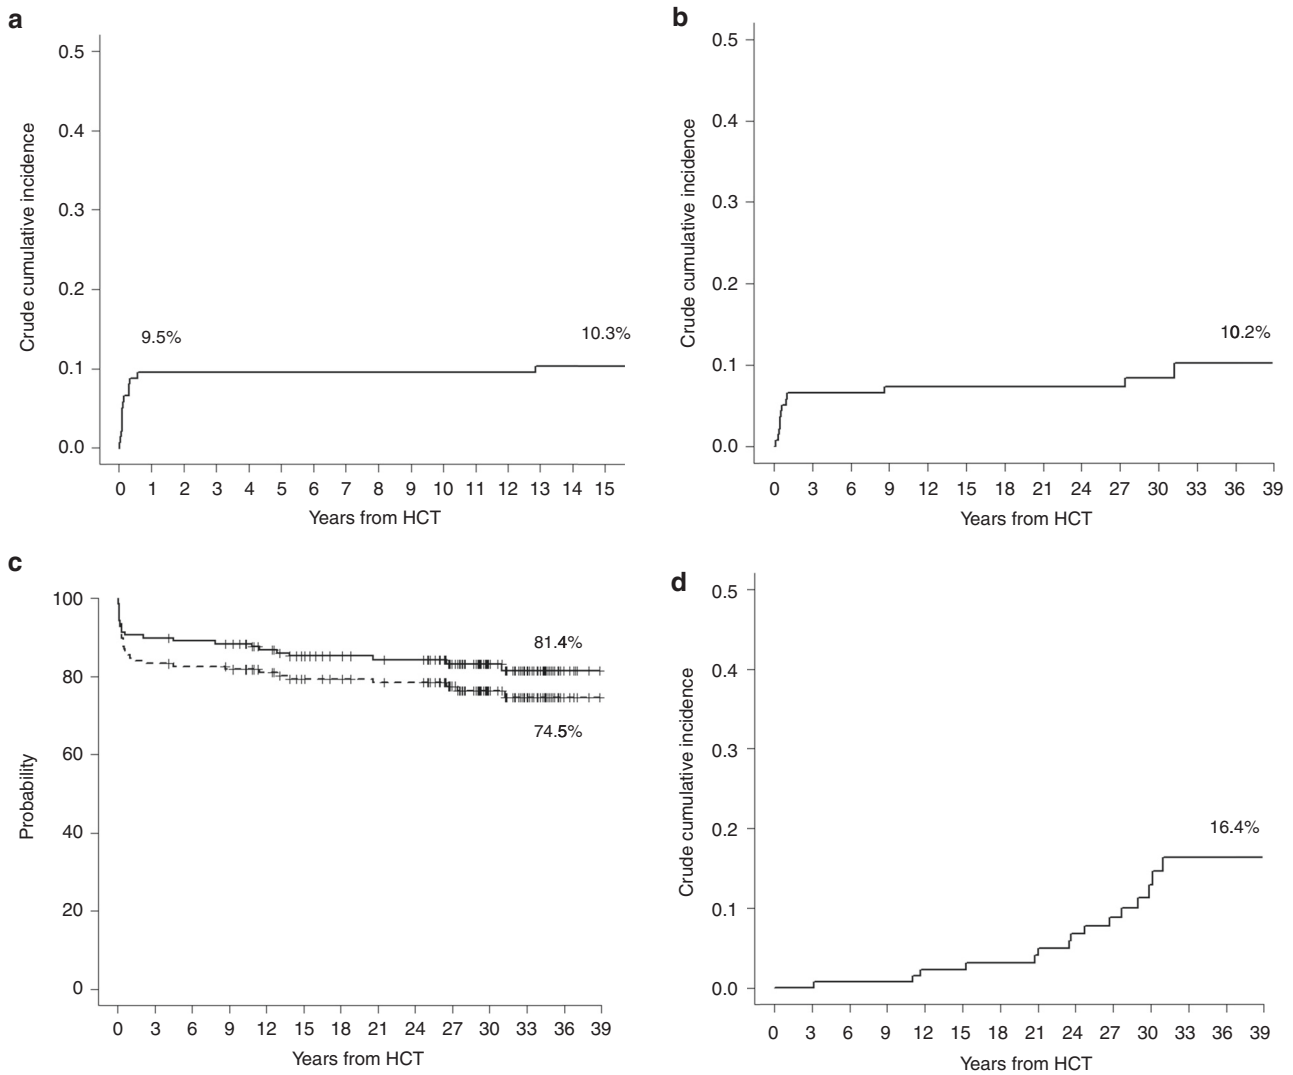 a
Crude cumulative incidence
0.5
0.4
0.3
0.2
0.1
0.0
9.5%
10.3%
0 1 2 3 4 5 6 7 8 9 10 11 12 13 14 15
Years from HCT
b
Crude cumulative incidence
0.5
0.4
0.3
0.2
0.1
0.0
10.2%
0 3 6 9 12 15 18 21 24 27 30 33 36 39
Years from HCT
c
Probability
100
80
60
40
20
0
81.4%
74.5%
0 3 6 9 12 15 18 21 24 27 30 33 36 39
Years from HCT
d
Crude cumulative incidence
0.5
0.4
0.3
0.2
0.1
0.0
16.4%
0 3 6 9 12 15 18 21 24 27 30 33 36 39
Years from HCT